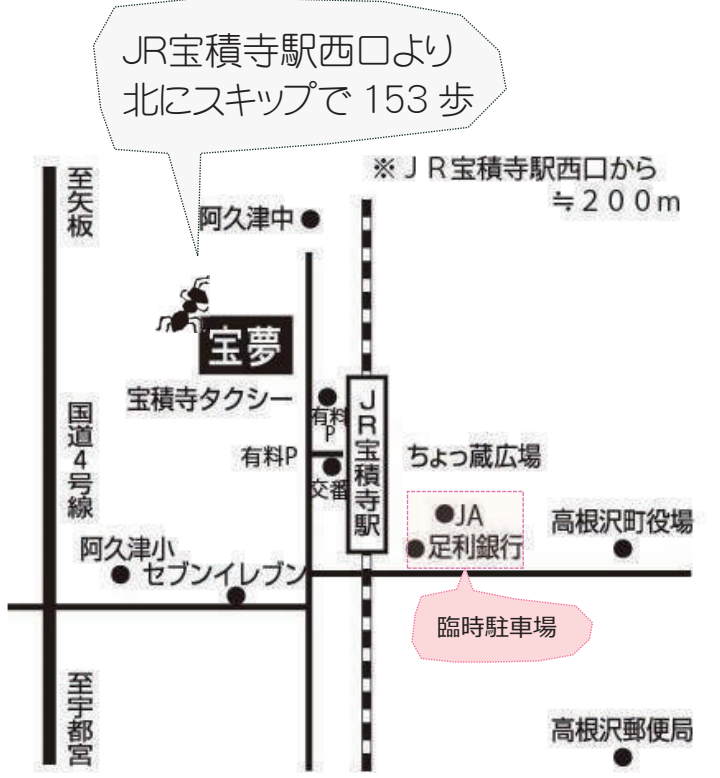 JR宝積寺駅西口より
北にスキップで 153 歩
※ＪＲ宝積寺駅西口から
≒２００ｍ
至矢板
阿久津中
宝夢
宝積寺タクシー
有料
P
JR宝積寺駅
国道4号線
有料P
交番
ちょっ蔵広場
JA
足利銀行
高根沢町役場
阿久津小
セブンイレブン
臨時駐車場
至宇都宮
高根沢郵便局